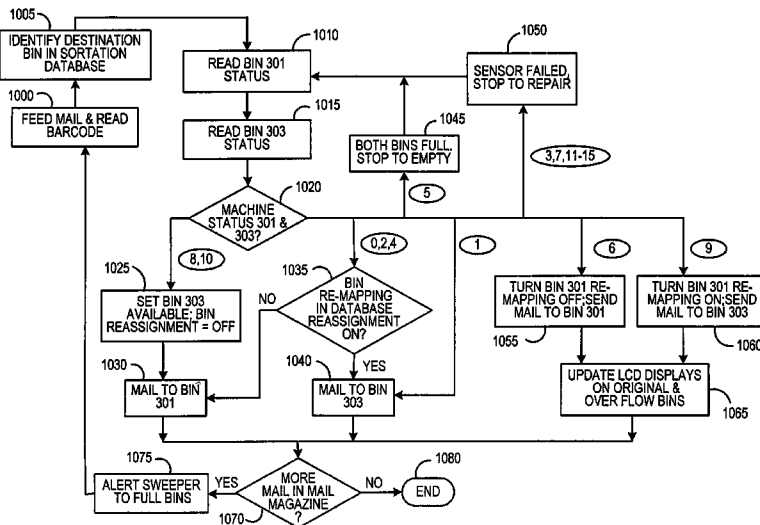 1005
IDENTIFY DESTINATION
BIN IN SORTATION
DATABASE
1000
FEED MAIL & READ
BARCODE
1010
READ BIN 301
STATUS
1015
READ BIN 303
STATUS
1020
MACHINE
STATUS 301 &
303?
1050
SENSOR FAILED,
STOP TO REPAIR
1045
BOTH BINS FULL,
STOP TO EMPTY
5
3,7,11-15
8,10
0,2,4
1
6
9
1025
SET BIN 303
AVAILABLE; BIN
REASSIGNMENT = OFF
1035
BIN
RE-MAPPING
IN DATABASE
REASSIGNMENT
ON?
NO
YES
TURN BIN 301 RE-
MAPPING OFF;SEND
MAIL TO BIN 301
1055
TURN BIN 301 RE-
MAPPING ON;SEND
MAIL TO BIN 303
1060
1030
MAIL TO BIN
301
1040
MAIL TO BIN
303
UPDATE LCD DISPLAYS
ON ORIGINAL &
OVER FLOW BINS
1065
1075
ALERT SWEEPER
TO FULL BINS
YES
MORE
MAIL IN MAIL
MAGAZINE
?
1070
NO
1080
END